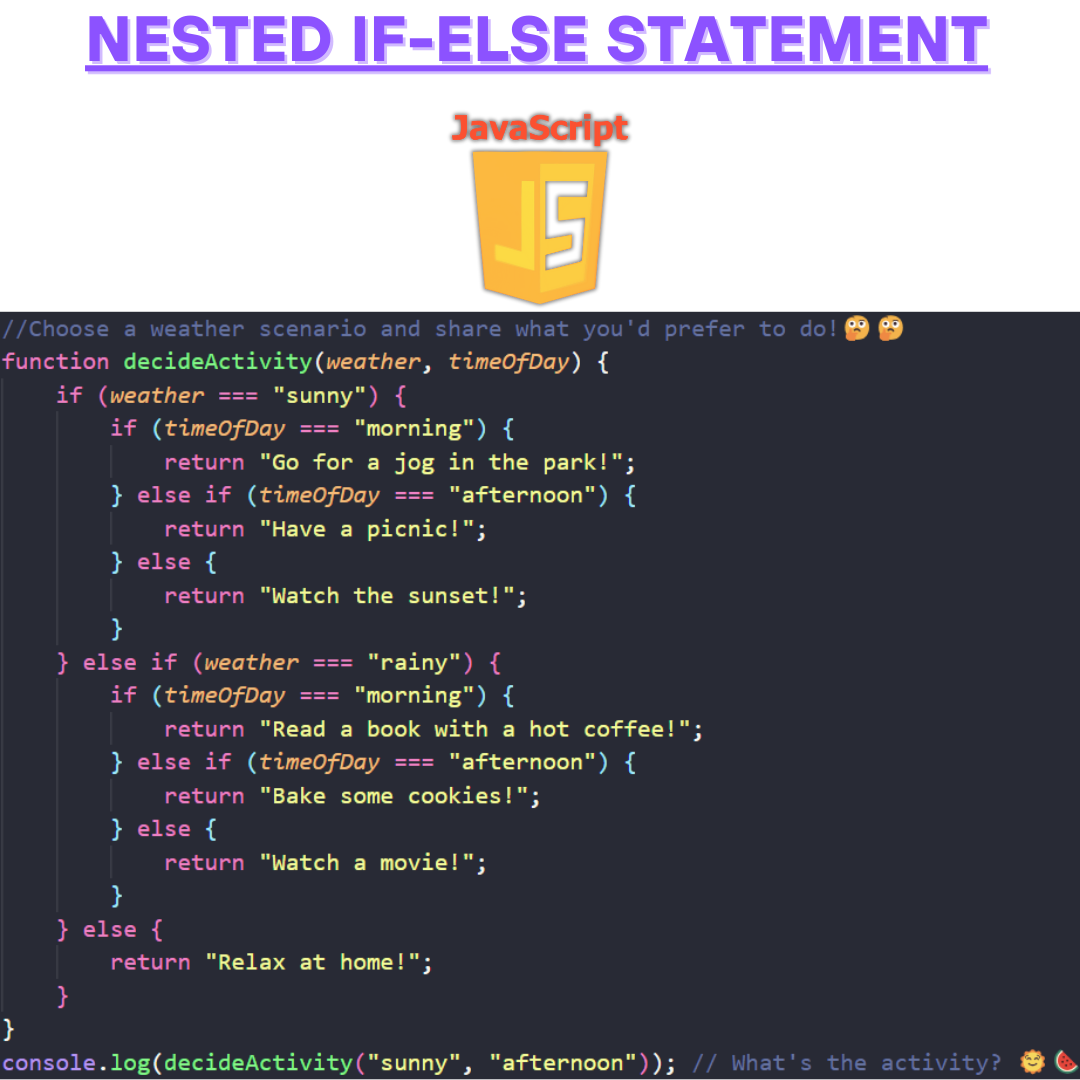 NESTED IF-ELSE STATEMENT
JavaScript
JS
//Choose a weather scenario and share what you'd prefer to do!🤔🤔
function decideActivity(weather, timeOfDay) {
    if (weather === "sunny") {
        if (timeOfDay === "morning") {
            return "Go for a jog in the park!";
        } else if (timeOfDay === "afternoon") {
            return "Have a picnic!";
        } else {
            return "Watch the sunset!";
        }
    } else if (weather === "rainy") {
        if (timeOfDay === "morning") {
            return "Read a book with a hot coffee!";
        } else if (timeOfDay === "afternoon") {
            return "Bake some cookies!";
        } else {
            return "Watch a movie!";
        }
    } else {
        return "Relax at home!";
    }
}
console.log(decideActivity("sunny", "afternoon")); // What's the activity? 🌞🍉